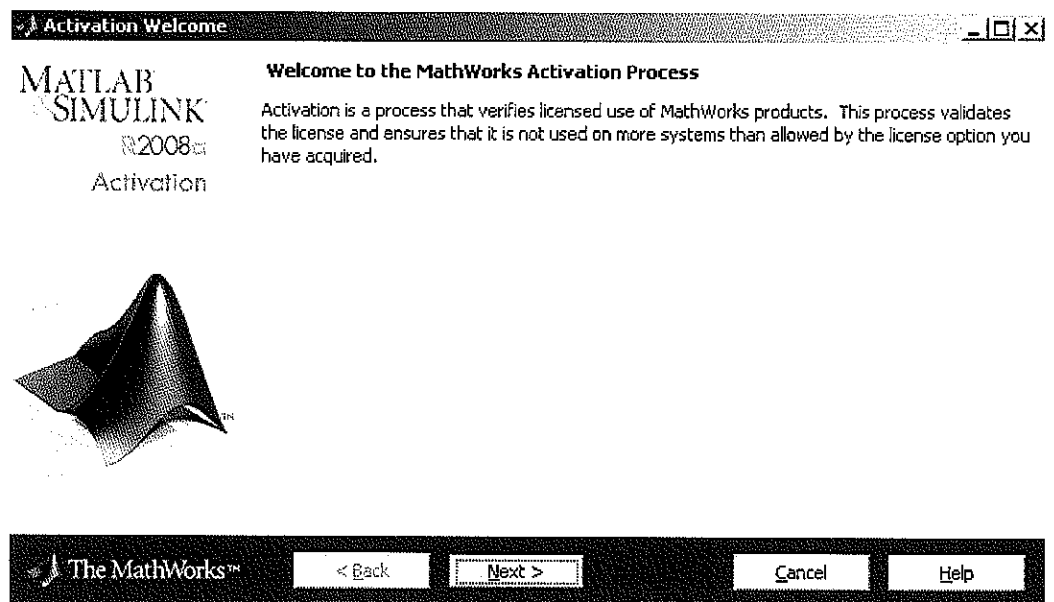 Activation Welcome
MATLAB
&SIMULINK
R2008a
Activation
Welcome to the MathWorks Activation Process
Activation is a process that verifies licensed use of MathWorks products. This process validates
the license and ensures that it is not used on more systems than allowed by the license option you
have acquired.
TM
The MathWorks™
< Back
Next >
Cancel
Help